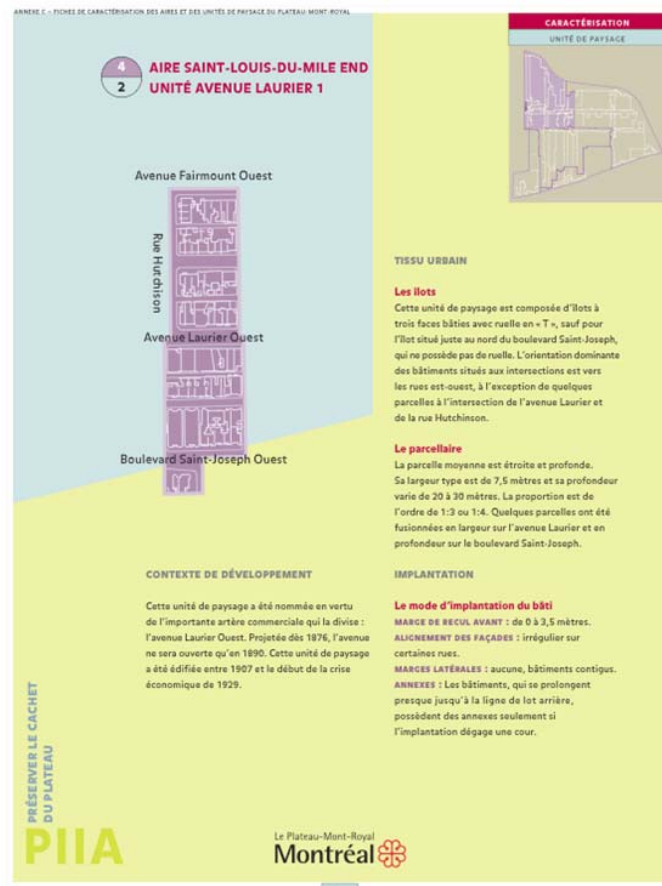 ANNEXE C – FICHES DE CARACTÉRISATION DES AIRES ET DES UNITÉS DE PAYSAGE DU PLATEAU-MONT-ROYAL
CARACTÉRISATION
UNITÉ DE PAYSAGE
4
2
AIRE SAINT-LOUIS-DU-MILE END
UNITÉ AVENUE LAURIER 1
Avenue Fairmount Ouest
Rue Hutchison
Avenue Laurier Ouest
Boulevard Saint-Joseph Ouest
TISSU URBAIN
Les îlots
Cette unité de paysage est composée d'îlots à
trois faces bâties avec ruelle en « T », sauf pour
l'îlot situé juste au nord du boulevard Saint-Joseph,
qui ne possède pas de ruelle. L'orientation dominante
des bâtiments situés aux intersections est vers
les rues est-ouest, à l'exception de quelques
parcelles à l'intersection de l'avenue Laurier et
de la rue Hutchinson.
Le parcellaire
La parcelle moyenne est étroite et profonde.
Sa largeur type est de 7,5 mètres et sa profondeur
varie de 20 à 30 mètres. La proportion est de
l'ordre de 1:3 ou 1:4. Quelques parcelles ont été
fusionnées en largeur sur l'avenue Laurier et en
profondeur sur le boulevard Saint-Joseph.
CONTEXTE DE DÉVELOPPEMENT
Cette unité de paysage a été nommée en vertu
de l'importante artère commerciale qui la divise :
l'avenue Laurier Ouest. Projetée dès 1876, l'avenue
ne sera ouverte qu'en 1890. Cette unité de paysage
a été édifiée entre 1907 et le début de la crise
économique de 1929.
IMPLANTATION
Le mode d'implantation du bâti
MARGE DE RECUL AVANT : de 0 à 3,5 mètres.
ALIGNEMENT DES FAÇADES : irrégulier sur
certaines rues.
MARGES LATÉRALES : aucune, bâtiments contigus.
ANNEXES : Les bâtiments, qui se prolongent
presque jusqu'à la ligne de lot arrière,
possèdent des annexes seulement si
l'implantation dégage une cour.
PRÉSERVER LE CACHET
DU PLATEAU
PIIA
Le Plateau-Mont-Royal
Montréal